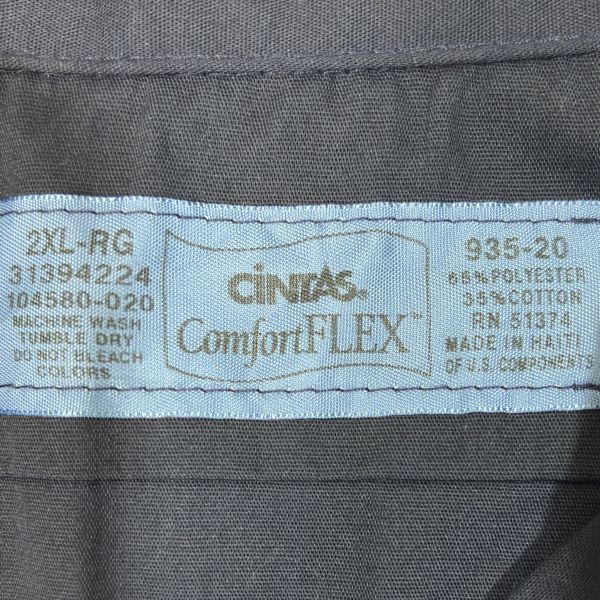 2XL-RG
31394224
104580-020
MACHINE WASH
TUMBLE DRY
DO NOT BLEACH
COLORS
CINTAS®
ComfortFLEX™
935-20
65% POLYESTER
35% COTTON
RN 51374
MADE IN HAITI
OF U.S. COMPONENTS